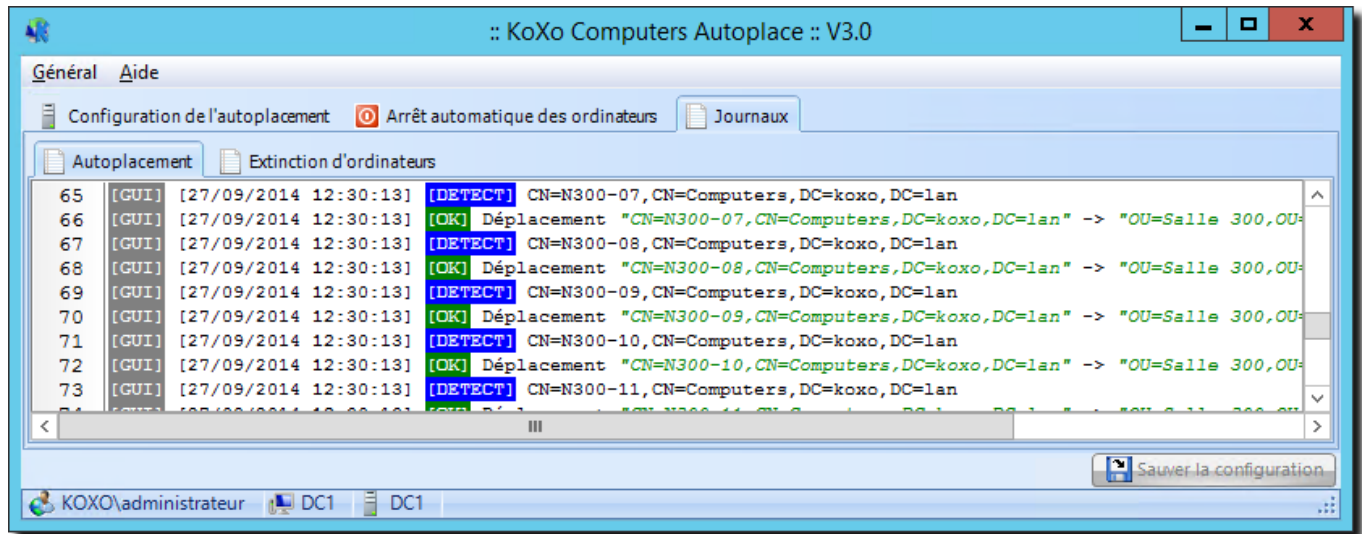 :: KoXo Computers Autoplace :: V3.0
Général Aide
Configuration de l'autoplacement Arrêt automatique des ordinateurs Journaux
Autoplacement Extinction d'ordinateurs
65 [GUI] [27/09/2014 12:30:13] [DETECT] CN=N300-07,CN=Computers,DC=koxo,DC=lan
66 [GUI] [27/09/2014 12:30:13] [OK] Déplacement "CN=N300-07,CN=Computers,DC=koxo,DC=lan" -> "OU=Salle 300,OU=
67 [GUI] [27/09/2014 12:30:13] [DETECT] CN=N300-08,CN=Computers,DC=koxo,DC=lan
68 [GUI] [27/09/2014 12:30:13] [OK] Déplacement "CN=N300-08,CN=Computers,DC=koxo,DC=lan" -> "OU=Salle 300,OU=
69 [GUI] [27/09/2014 12:30:13] [DETECT] CN=N300-09,CN=Computers,DC=koxo,DC=lan
70 [GUI] [27/09/2014 12:30:13] [OK] Déplacement "CN=N300-09,CN=Computers,DC=koxo,DC=lan" -> "OU=Salle 300,OU=
71 [GUI] [27/09/2014 12:30:13] [DETECT] CN=N300-10,CN=Computers,DC=koxo,DC=lan
72 [GUI] [27/09/2014 12:30:13] [OK] Déplacement "CN=N300-10,CN=Computers,DC=koxo,DC=lan" -> "OU=Salle 300,OU=
73 [GUI] [27/09/2014 12:30:13] [DETECT] CN=N300-11,CN=Computers,DC=koxo,DC=lan
Sauver la configuration
KOXO\administrateur DC1 DC1